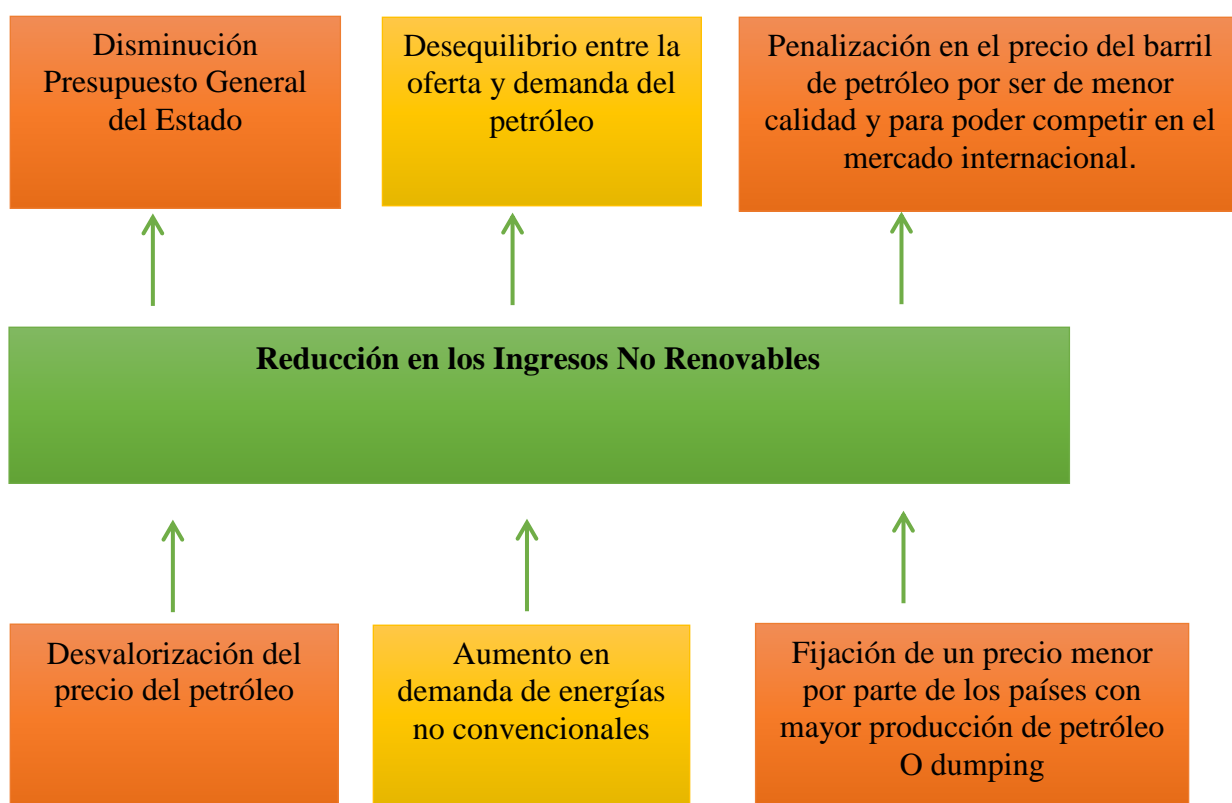 Disminución
Presupuesto General
del Estado
Desequilibrio entre la
oferta y demanda del
petróleo
Penalización en el precio del barril
de petróleo por ser de menor
calidad y para poder competir en el
mercado internacional.
Reducción en los Ingresos No Renovables
Desvalorización del
precio del petróleo
Aumento en
demanda de energías
no convencionales
Fijación de un precio menor
por parte de los países con
mayor producción de petróleo
O dumping